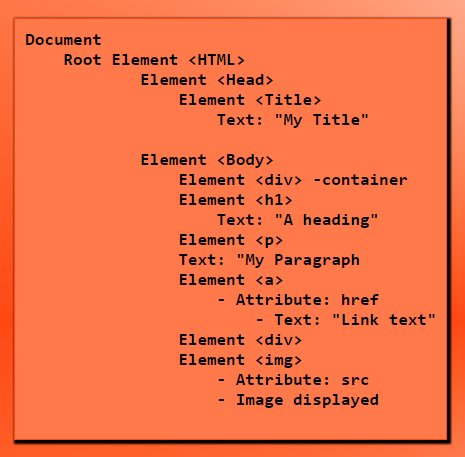 Document
Root Element <HTML>
Element <Head>
Element <Title>
Text: "My Title"
Element <Body>
Element <div> -container
Element <h1>
Text: "A heading"
Element <p>
Text: "My Paragraph
Element <a>
- Attribute: href
- Text: "Link text"
Element <div>
Element <img>
- Attribute: src
- Image displayed